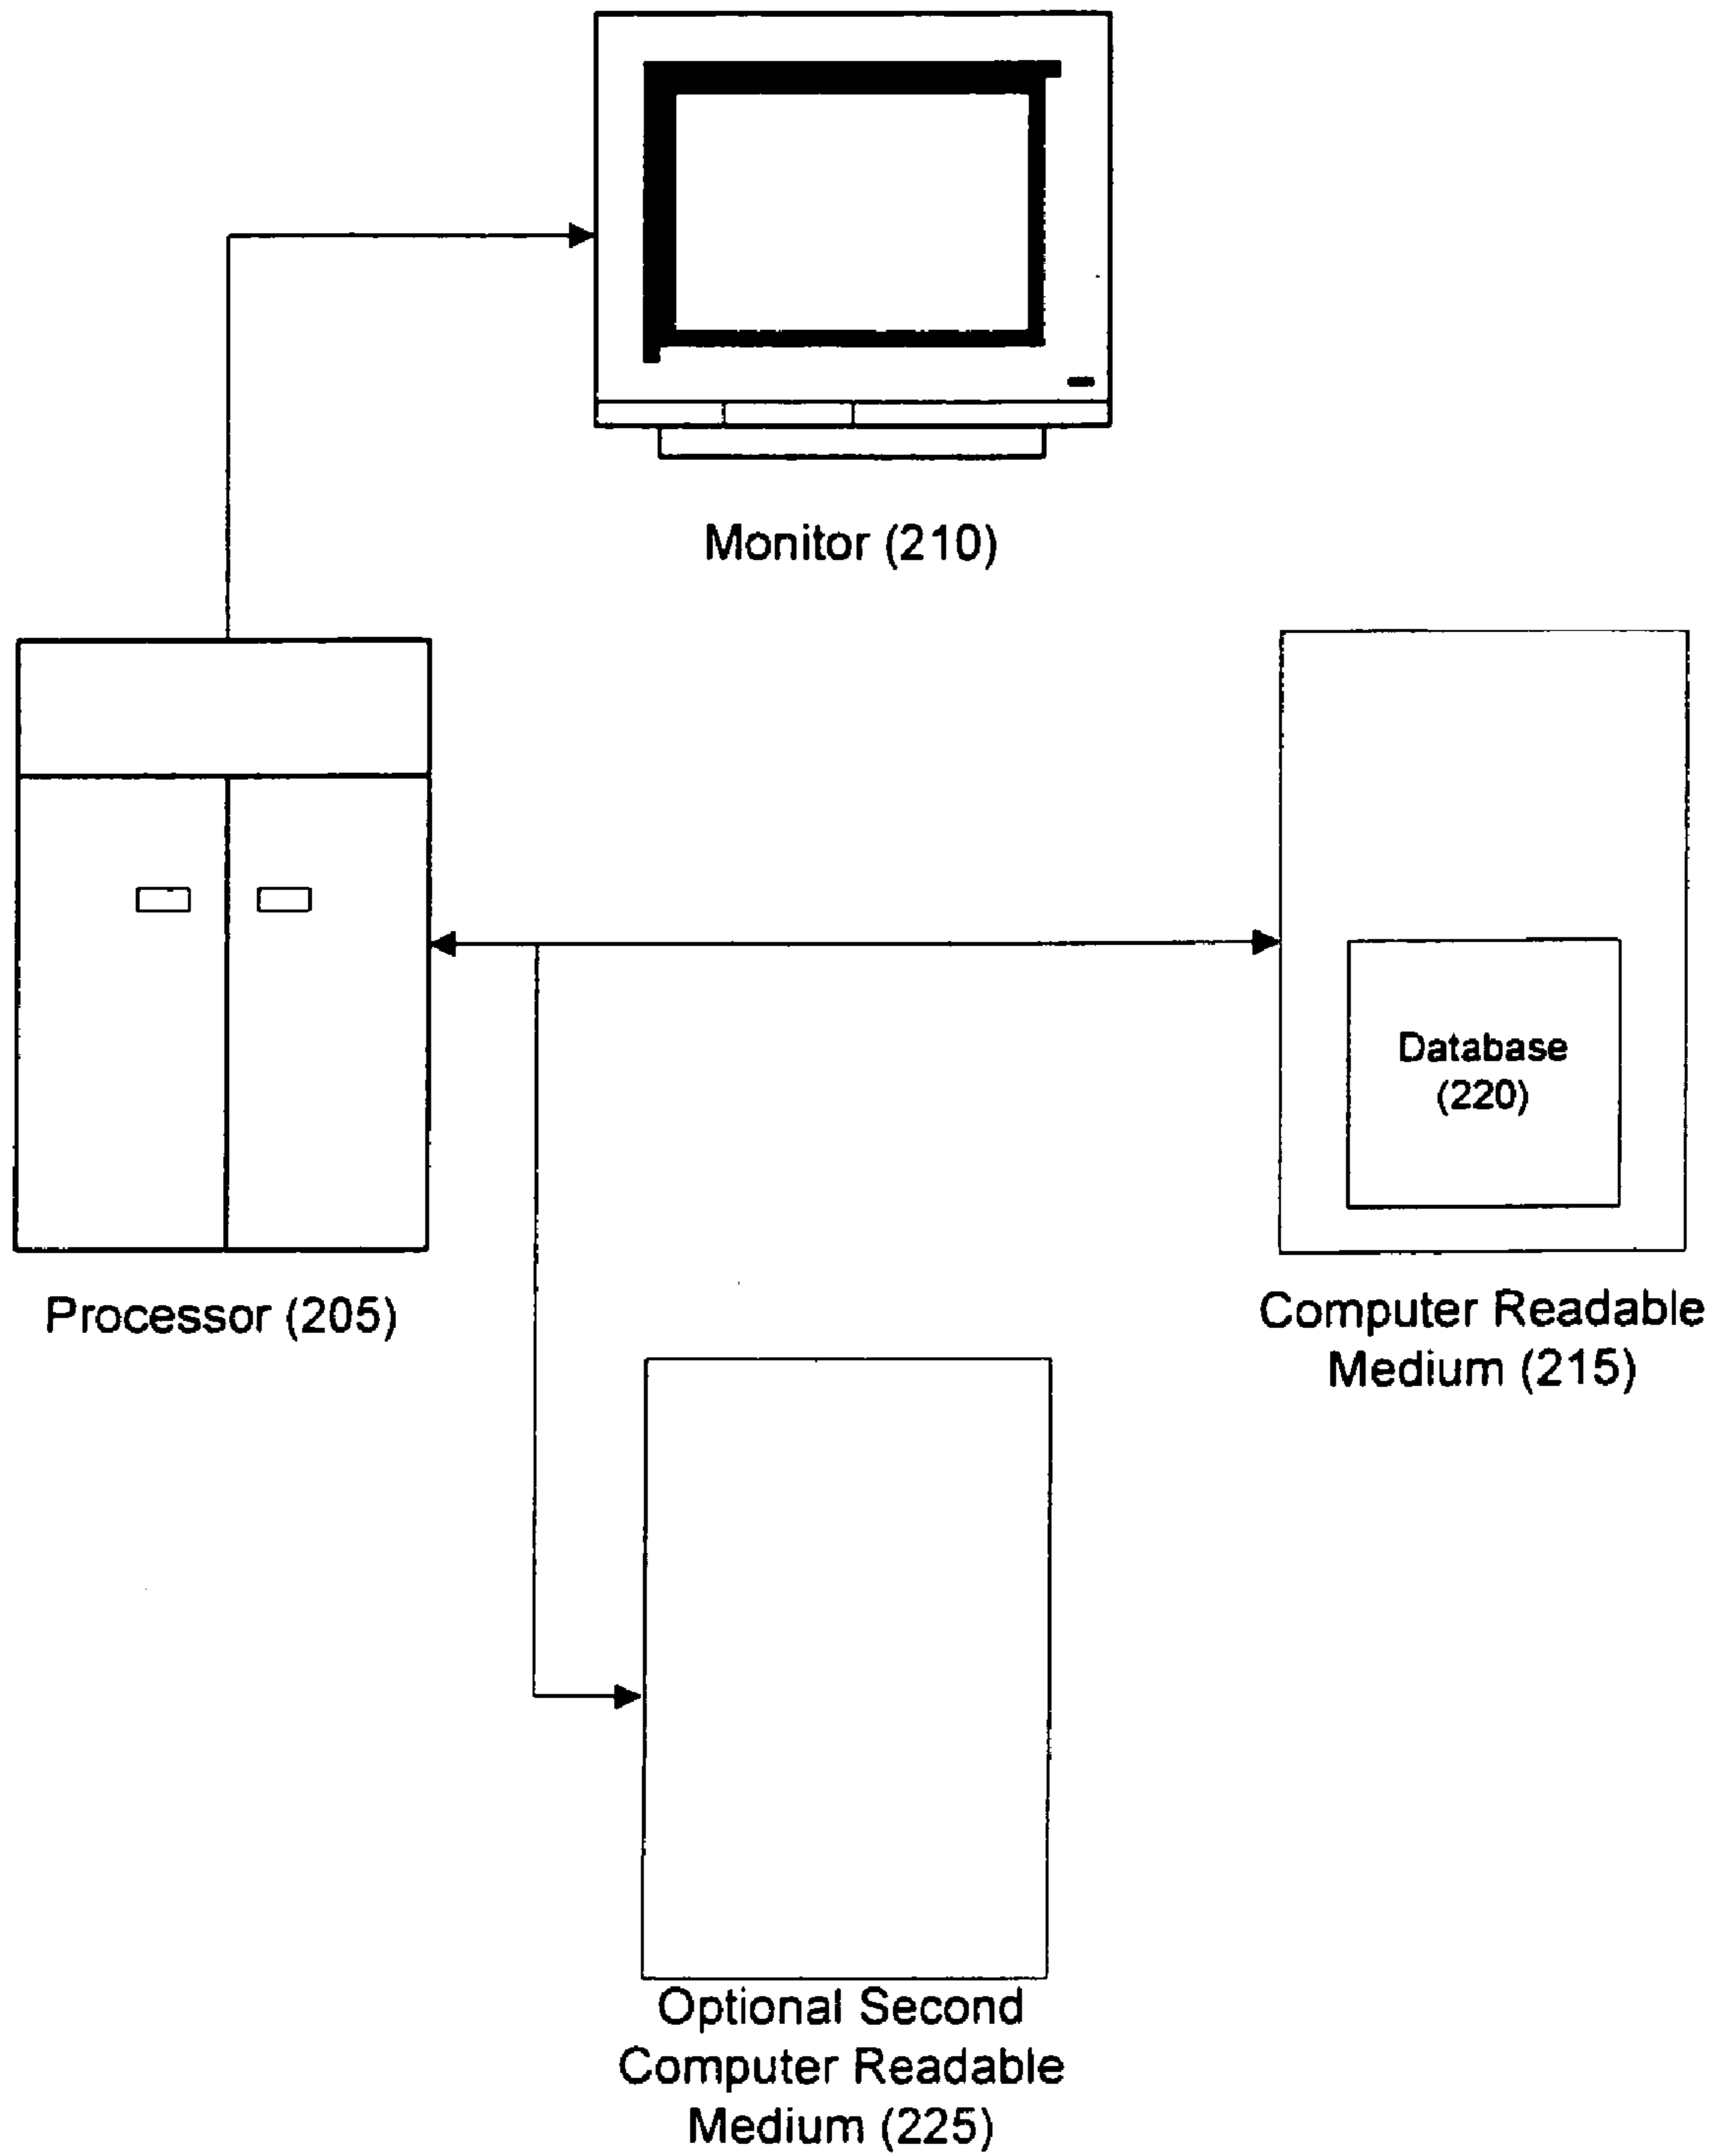 Monitor (210)
Database
(220)
Processor (205)
Computer Readable
Medium (215)
Optional Second
Computer Readable
Medium (225)